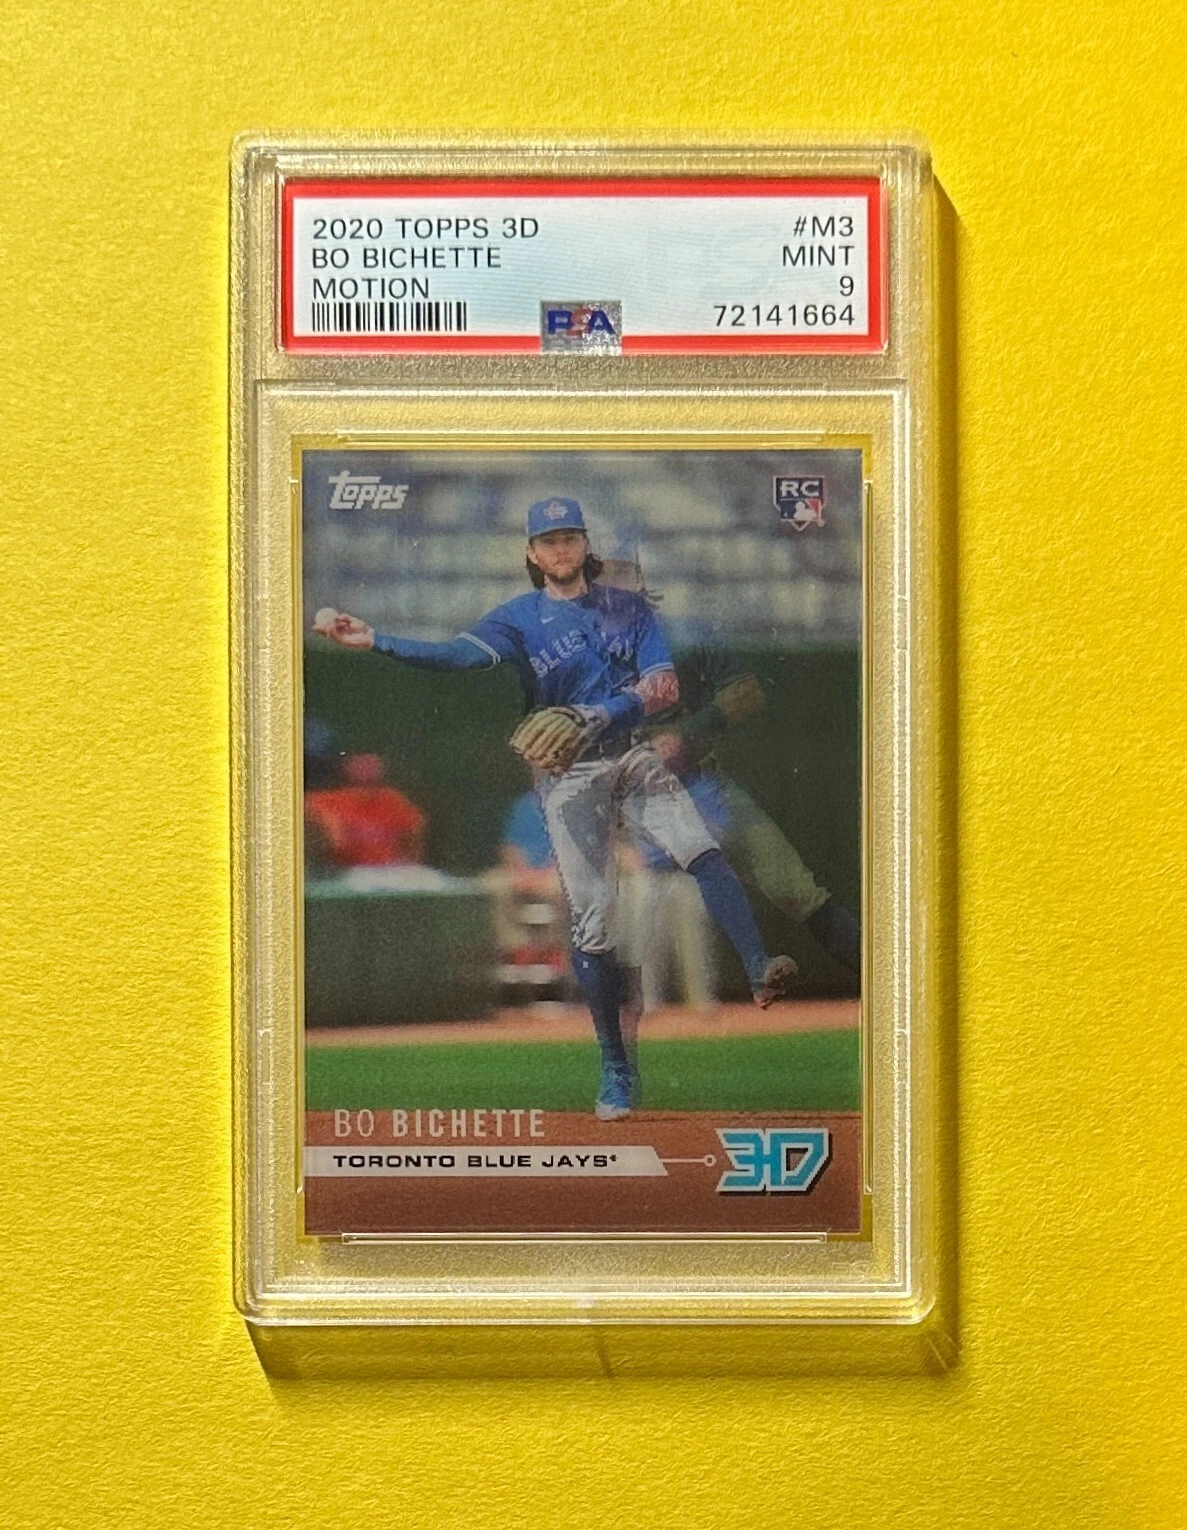 2020 TOPPS 3D #M3
BO BICHETTE MINT
MOTION 9
72141664
PSA
Topps
RC
BO BICHETTE
TORONTO BLUE JAYS
3D